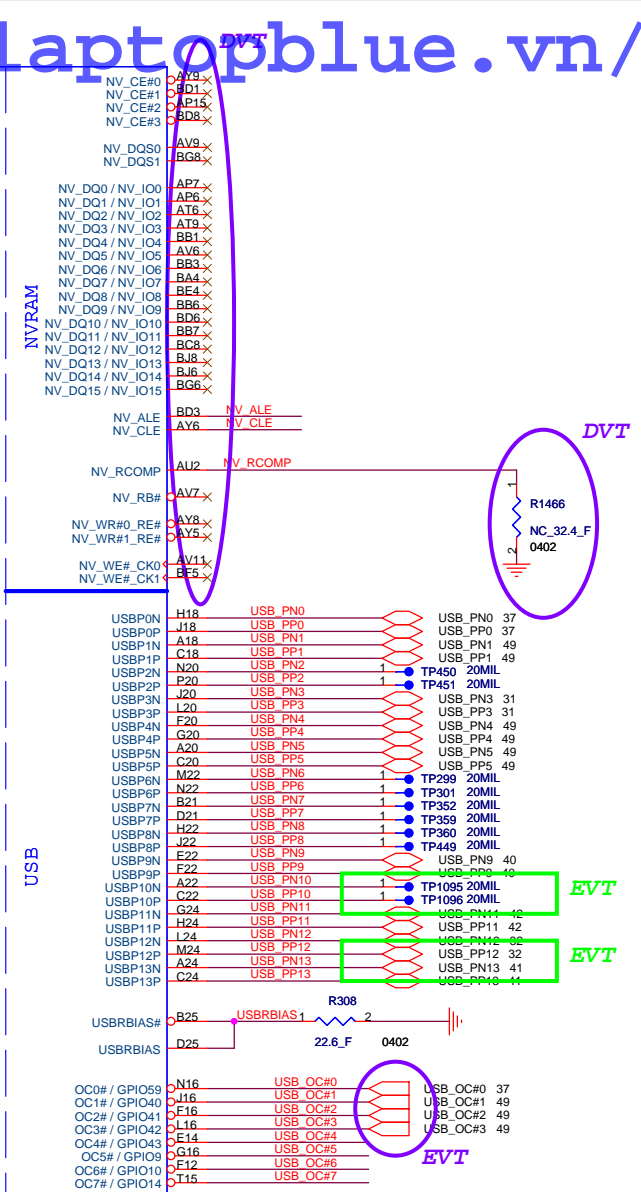 laptopblue.vn/
DVT
NV_CE#0 AY9
NV_CE#1 BD1
NV_CE#2 AP15
NV_CE#3 BD8
NV_DQS0 AV9
NV_DQS1 BG8
NV_DQ0 / NV_IO0 AP7
NV_DQ1 / NV_IO1 AP6
NV_DQ2 / NV_IO2 AT6
NV_DQ3 / NV_IO3 AT9
NV_DQ4 / NV_IO4 BB1
NV_DQ5 / NV_IO5 AV6
NV_DQ6 / NV_IO6 BB3
NV_DQ7 / NV_IO7 BA4
NV_DQ8 / NV_IO8 BE4
NV_DQ9 / NV_IO9 BB6
NV_DQ10 / NV_IO10 BD6
NV_DQ11 / NV_IO11 BB7
NV_DQ12 / NV_IO12 BC8
NV_DQ13 / NV_IO13 BJ8
NV_DQ14 / NV_IO14 BJ6
NV_DQ15 / NV_IO15 BG6
NVRAM
NV_ALE BD3 NV_ALE
NV_CLE AY6 NV_CLE
DVT
NV_RCOMP AU2 NV_RCOMP
1
NV_RB# AV7
R1466
NV_WR#0_RE# AY8
NV_WR#1_RE# AY5
NC_32.4_F
2 0402
NV_WE#_CK0 AV11
NV_WE#_CK1 BF5
USBP0N H18 USB_PN0 USB_PN0 37
USBP0P J18 USB_PP0 USB_PP0 37
USBP1N A18 USB_PN1 USB_PN1 49
USBP1P C18 USB_PP1 USB_PP1 49
USBP2N N20 USB_PN2 1 TP450 20MIL
USBP2P P20 USB_PP2 1 TP451 20MIL
USBP3N J20 USB_PN3 USB_PN3 31
USBP3P L20 USB_PP3 USB_PP3 31
USBP4N F20 USB_PN4 USB_PN4 49
USBP4P G20 USB_PP4 USB_PP4 49
USBP5N A20 USB_PN5 USB_PN5 49
USBP5P C20 USB_PP5 USB_PP5 49
USBP6N M22 USB_PN6 1 TP299 20MIL
USBP6P N22 USB_PP6 1 TP301 20MIL
USBP7N B21 USB_PN7 1 TP352 20MIL
USBP7P D21 USB_PP7 1 TP359 20MIL
USBP8N H22 USB_PN8 1 TP360 20MIL
USBP8P J22 USB_PP8 1 TP449 20MIL
USB
USBP9N E22 USB_PN9 USB_PN9 40
USBP9P F22 USB_PP9 USB_PP9 40
USBP10N A22 USB_PN10 1 TP1095 20MIL
EVT
USBP10P C22 USB_PP10 1 TP1096 20MIL
USBP11N G24 USB_PN11 USB_PN11 42
USBP11P H24 USB_PP11 USB_PP11 42
USBP12N L24 USB_PN12 USB_PN12 32
USBP12P M24 USB_PP12 USB_PP12 32
EVT
USBP13N A24 USB_PN13 USB_PN13 41
USBP13P C24 USB_PP13 USB_PP13 41
R308
USBRBIAS# B25 USBRBIAS 1 2
22.6_F 0402
USBRBIAS D25
OC0# / GPIO59 N16 USB_OC#0 USB_OC#0 37
OC1# / GPIO40 J16 USB_OC#1 USB_OC#1 49
OC2# / GPIO41 F16 USB_OC#2 USB_OC#2 49
OC3# / GPIO42 L16 USB_OC#3 USB_OC#3 49
OC4# / GPIO43 E14 USB_OC#4
OC5# / GPIO9 G16 USB_OC#5
EVT
OC6# / GPIO10 F12 USB_OC#6
OC7# / GPIO14 T15 USB_OC#7